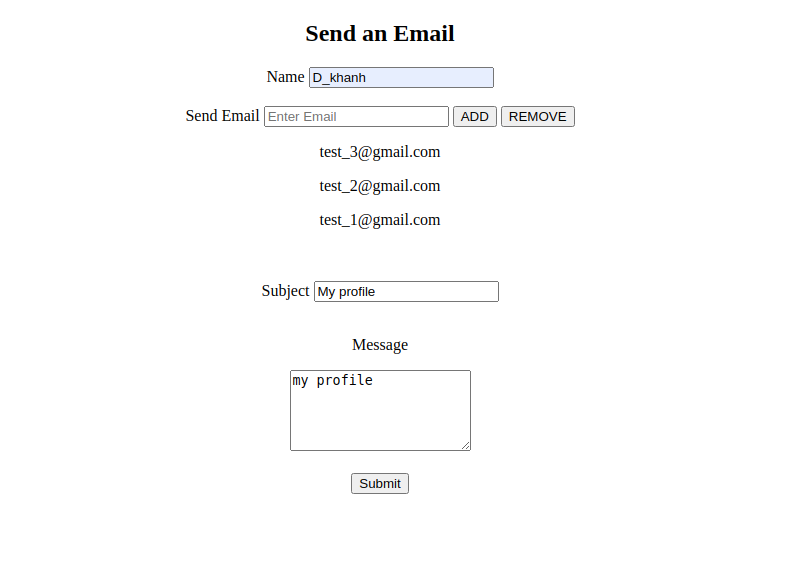 Send an Email
Name D_khanh
Send Email Enter Email ADD REMOVE
test_3@gmail.com
test_2@gmail.com
test_1@gmail.com
Subject My profile
Message
my profile
Submit